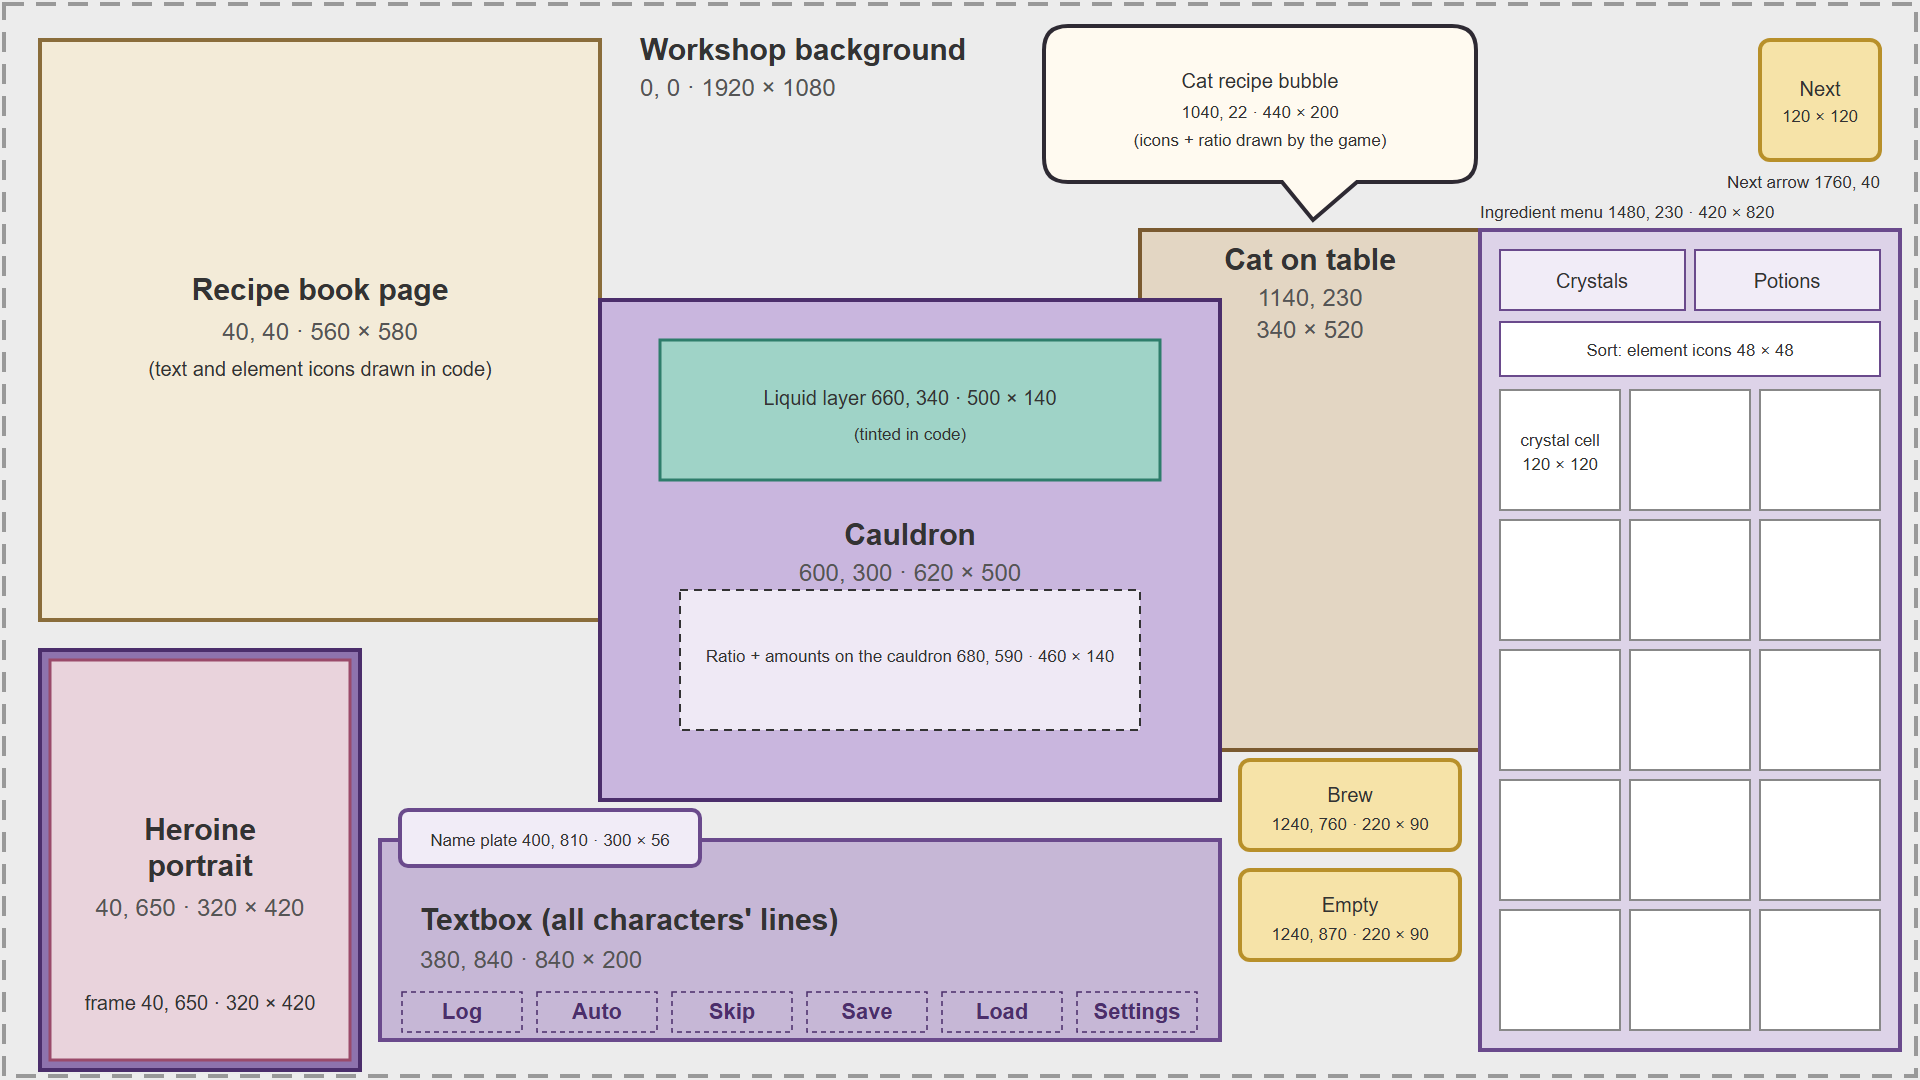 Workshop background
0, 0 · 1920 × 1080
Cat recipe bubble
1040, 22 · 440 × 200
(icons + ratio drawn by the game)
Next
120 × 120
Next arrow 1760, 40
Ingredient menu 1480, 230 · 420 × 820
Recipe book page
40, 40 · 560 × 580
(text and element icons drawn in code)
Cat on table
1140, 230
340 × 520
Crystals
Potions
Sort: element icons 48 × 48
crystal cell
120 × 120
Liquid layer 660, 340 · 500 × 140
(tinted in code)
Cauldron
600, 300 · 620 × 500
Ratio + amounts on the cauldron 680, 590 · 460 × 140
Heroine
portrait
40, 650 · 320 × 420
frame 40, 650 · 320 × 420
Name plate 400, 810 · 300 × 56
Textbox (all characters' lines)
380, 840 · 840 × 200
Log
Auto
Skip
Save
Load
Settings
Brew
1240, 760 · 220 × 90
Empty
1240, 870 · 220 × 90